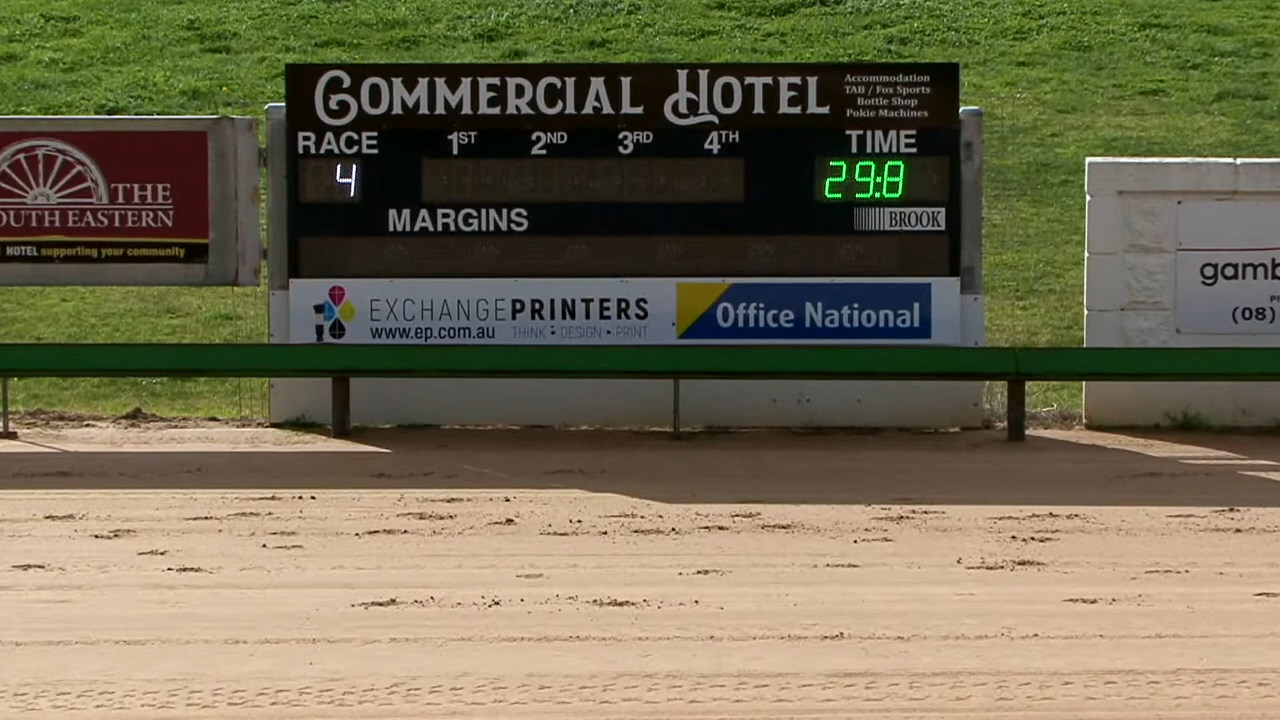 COMMERCIAL HOTEL
Accommodation
TAB / Fox Sports
Bottle Shop
Pokie Machines
RACE 1ST 2ND 3RD 4TH TIME
4 29:8
MARGINS
BROOK
THE
OUTH EASTERN
HOTEL supporting your community
EXCHANGEPRINTERS
www.ep.com.au THINK • DESIGN • PRINT
Office National
gamb
(08)